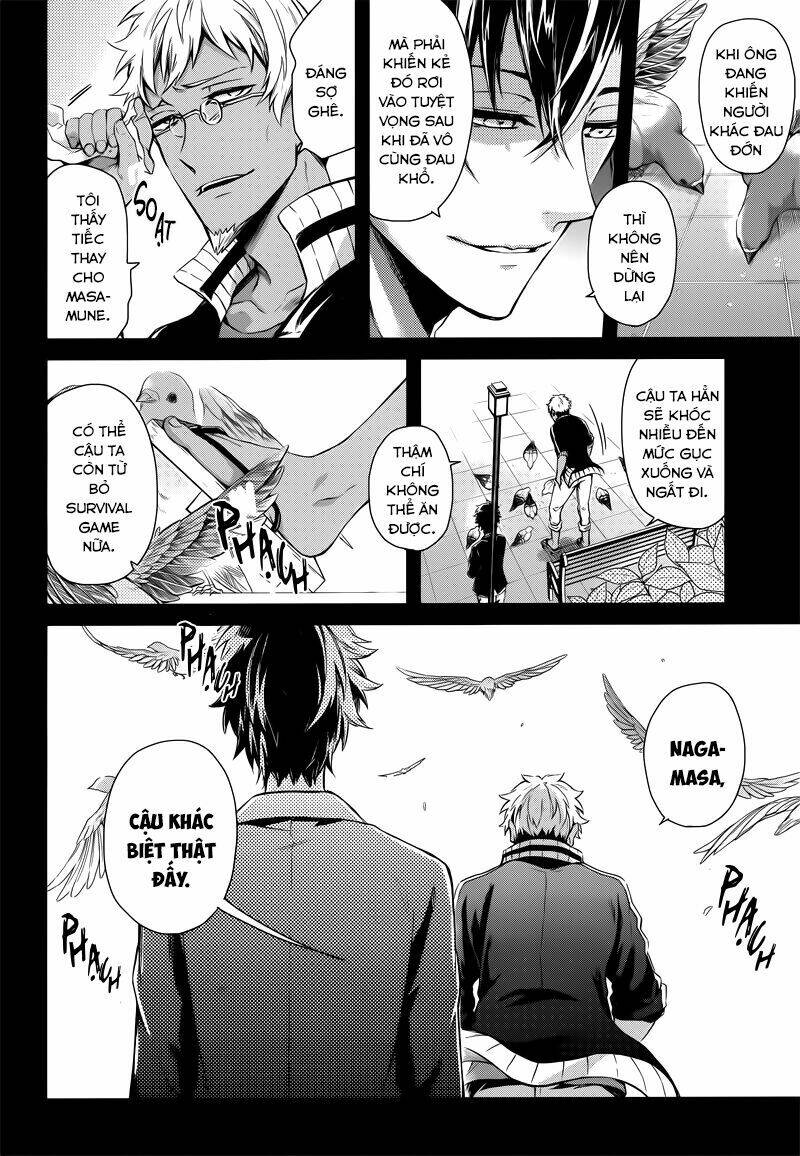 KHI ÔNG
ĐANG
KHIẾN
NGƯỜI
KHÁC ĐAU
ĐỚN
THÌ
KHÔNG
NÊN
DỪNG
LẠI
MÀ PHẢI
KHIẾN KẺ
ĐÓ RƠI
VÀO TUYỆT
VỌNG SAU
KHI ĐÃ VÔ
CÙNG ĐAU
KHỔ.
ĐÁNG
SỢ
GHÊ.
SOẠT
TÔI
THẤY
TIẾC
THAY
CHO
MASA-
MUNE.
CẬU TA HẲN
SẼ KHÓC
NHIỀU ĐẾN
MỨC GỤC
XUỐNG VÀ
NGẤT ĐI.
THẬM
CHÍ
KHÔNG
THỂ ĂN
ĐƯỢC.
CÓ THỂ
CẬU TA
CÒN TỪ
BỎ
SURVIVAL
GAME
NỮA.
PHẠCH
PHẠCH
NAGA-
MASA,
CẬU KHÁC
BIỆT THẬT
ĐẤY.
PHẠCH
PHẠCH